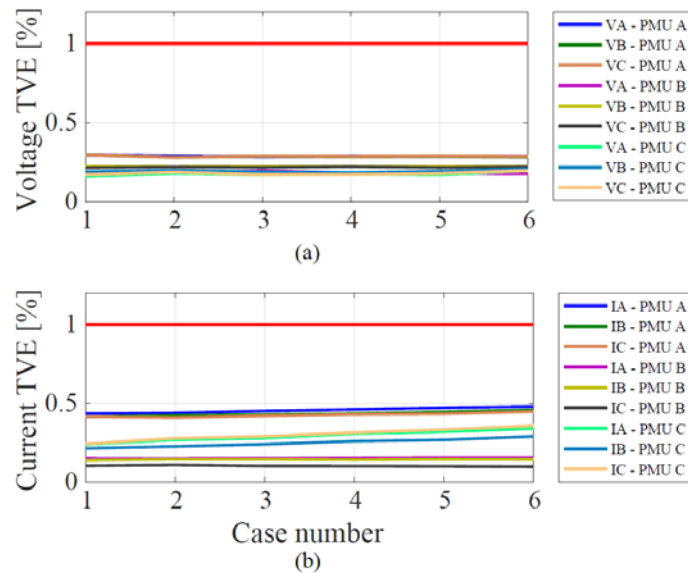 Voltage TVE [%]
1
0.5
0
1 2 3 4 5 6
(a)
VA - PMU A
VB - PMU A
VC - PMU A
VA - PMU B
VB - PMU B
VC - PMU B
VA - PMU C
VB - PMU C
VC - PMU C
Current TVE [%]
1
0.5
0
1 2 3 4 5 6
Case number
(b)
IA - PMU A
IB - PMU A
IC - PMU A
IA - PMU B
IB - PMU B
IC - PMU B
IA - PMU C
IB - PMU C
IC - PMU C